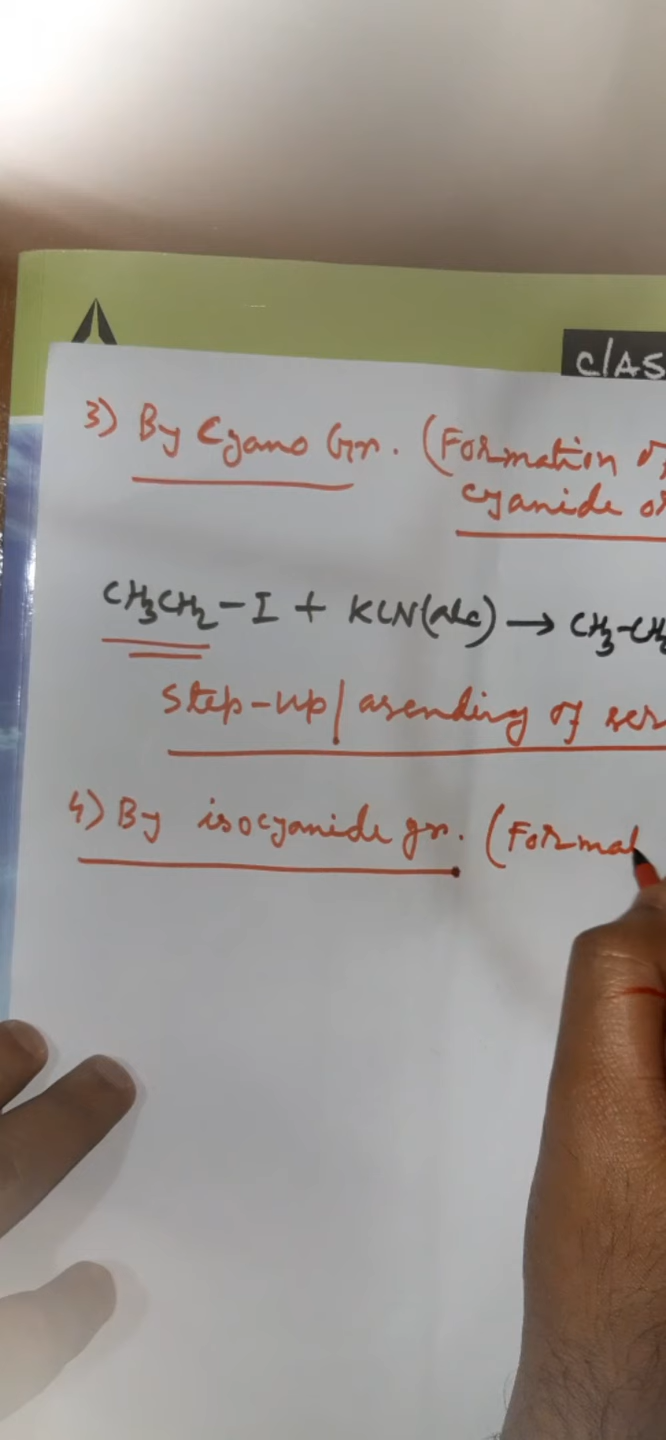 CLAS
3) By Cyano Gr. (Formation of
cyanide or
CH3CH2-I + KCN(alc) → CH3-CH2
Step-up/ asending of ser
4) By isocyanide gr. (Format